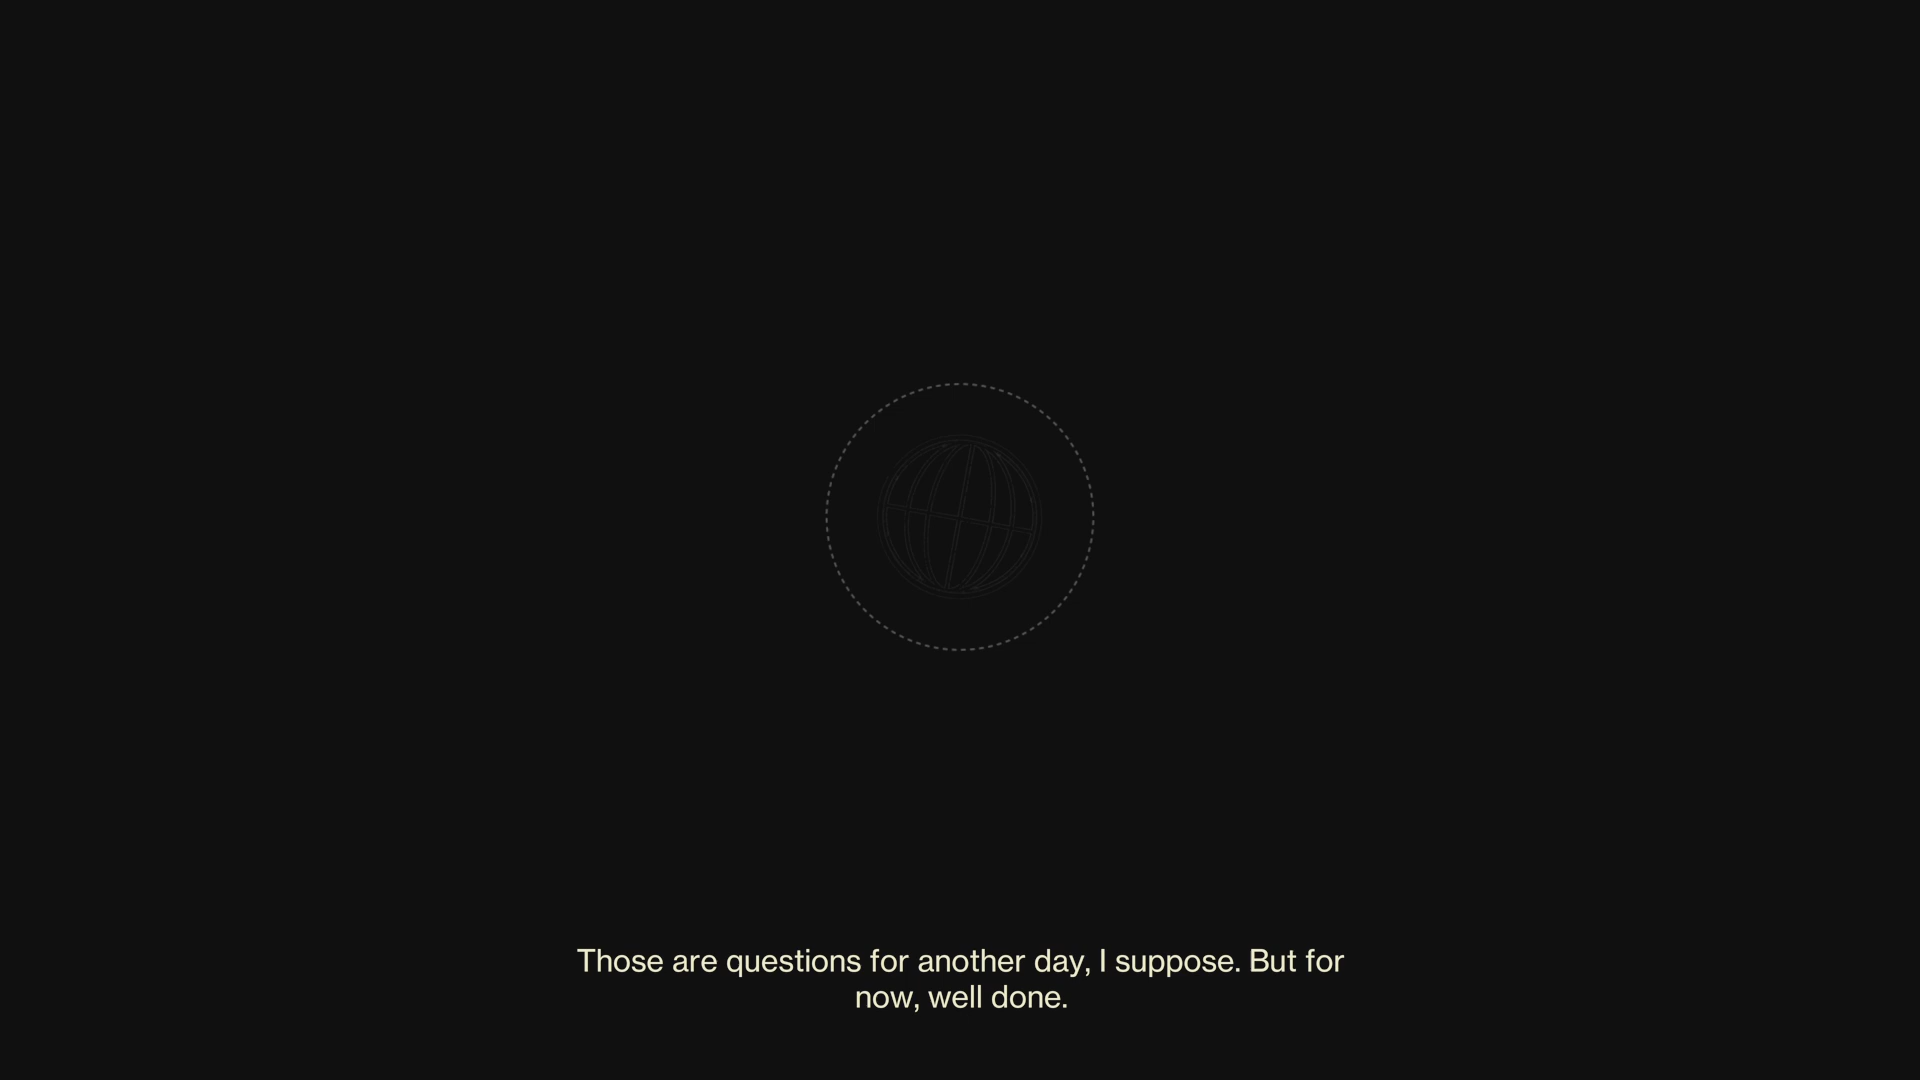 Those are questions for another day, I suppose. But for
now, well done.